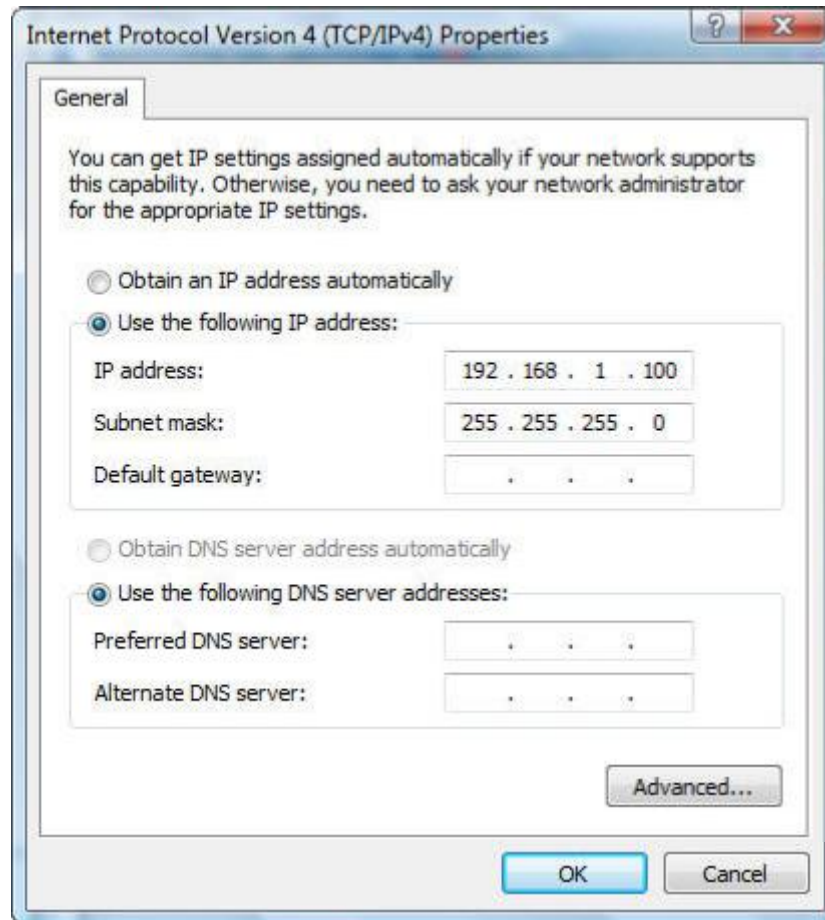 Internet Protocol Version 4 (TCP/IPv4) Properties
General
You can get IP settings assigned automatically if your network supports
this capability. Otherwise, you need to ask your network administrator
for the appropriate IP settings.
Obtain an IP address automatically
Use the following IP address:
IP address: 192 . 168 . 1 . 100
Subnet mask: 255 . 255 . 255 . 0
Default gateway: . . .
Obtain DNS server address automatically
Use the following DNS server addresses:
Preferred DNS server: . . .
Alternate DNS server: . . .
Advanced...
OK Cancel